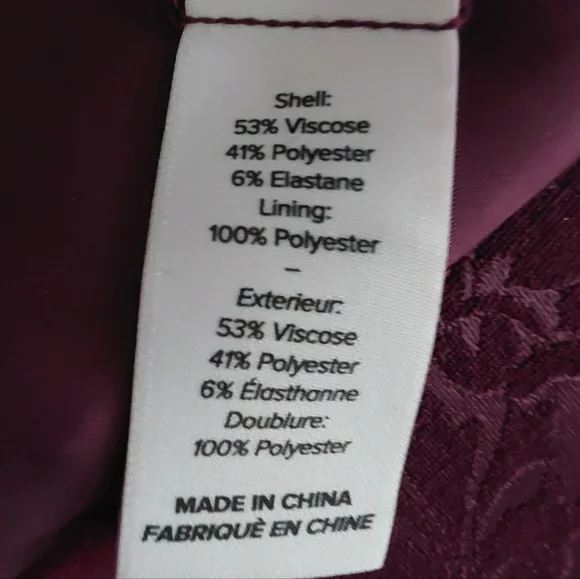 Shell:
53% Viscose
41% Polyester
6% Elastane
Lining:
100% Polyester
–
Exterieur:
53% Viscose
41% Polyester
6% Élasthanne
Doublure:
100% Polyester
MADE IN CHINA
FABRIQUÈ EN CHINE